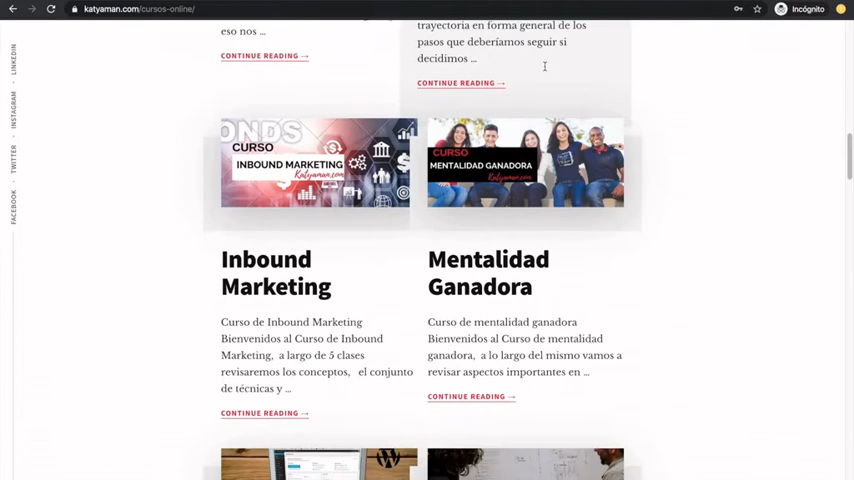 katyaman.com/cursos-online/
Incógnito
LINKEDIN
INSTAGRAM
TWITTER
FACEBOOK
eso nos ...
CONTINUE READING →
trayectoria en forma general de los
pasos que deberíamos seguir si
decidimos ...
CONTINUE READING →
ONDS
CURSO
INBOUND MARKETING
Katyaman.com
CURSO
MENTALIDAD GANADORA
Katyaman.com
Inbound
Marketing
Curso de Inbound Marketing
Bienvenidos al Curso de Inbound
Marketing, a largo de 5 clases
revisaremos los conceptos, el conjunto
de técnicas y ...
CONTINUE READING →
Mentalidad
Ganadora
Curso de mentalidad ganadora
Bienvenidos al Curso de mentalidad
ganadora, a lo largo del mismo vamos a
revisar aspectos importantes en ...
CONTINUE READING →